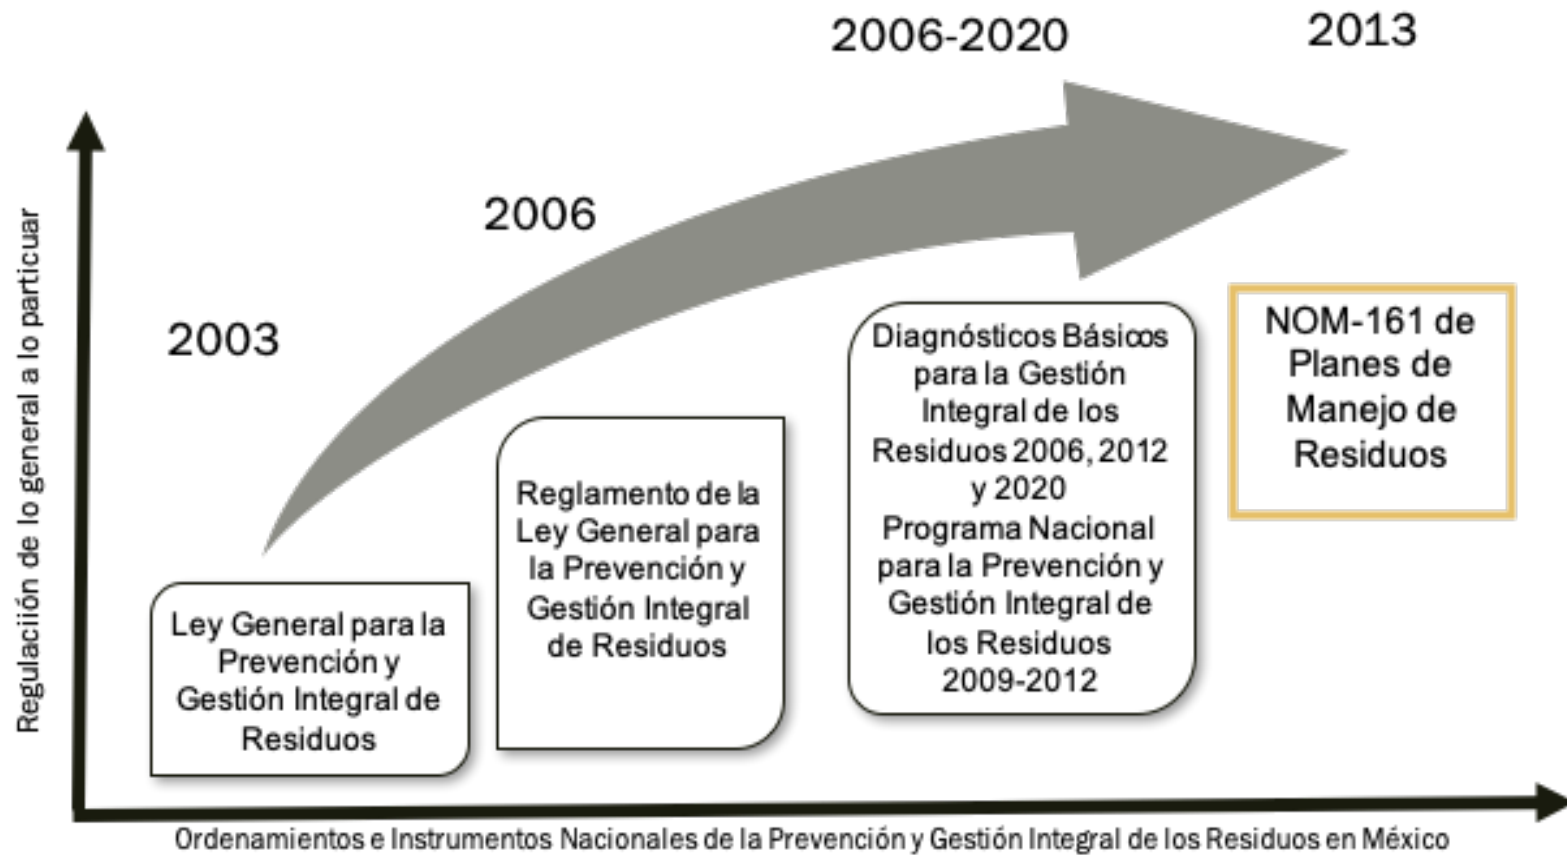 2006-2020
2013
2006
2003
Regulaciión de lo general a lo particuar
Ley General para la
Prevención y
Gestión Integral de
Residuos
Reglamento de la
Ley General para
la Prevención y
Gestión Integral
de Residuos
Diagnósticos Básicos
para la Gestión
Integral de los
Residuos 2006, 2012
y 2020
Programa Nacional
para la Prevención y
Gestión Integral de
los Residuos
2009-2012
NOM-161 de
Planes de
Manejo de
Residuos
Ordenamientos e Instrumentos Nacionales de la Prevención y Gestión Integral de los Residuos en México